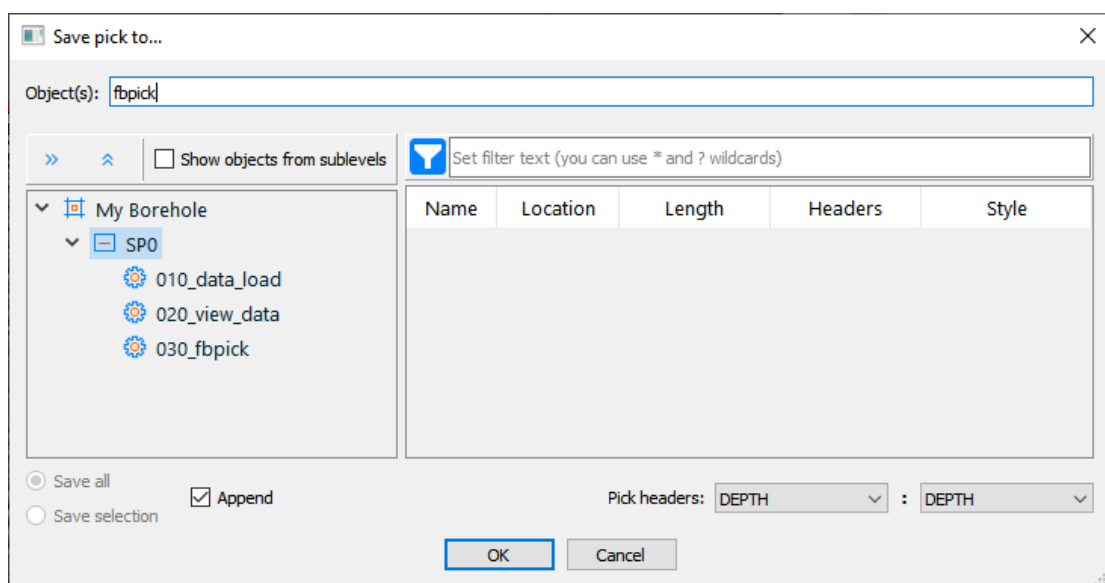 Save pick to...
Object(s): fbpick
Show objects from sublevels
Set filter text (you can use * and ? wildcards)
My Borehole
SP0
010_data_load
020_view_data
030_fbpick
Name Location Length Headers Style
Save all
Save selection
Append
Pick headers: DEPTH : DEPTH
OK Cancel